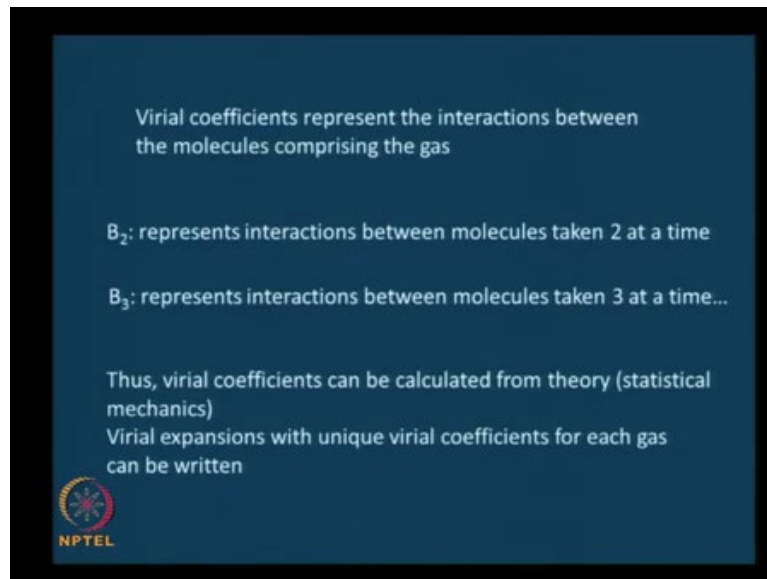 Virial coefficients represent the interactions between
the molecules comprising the gas
B₂: represents interactions between molecules taken 2 at a time
B₃: represents interactions between molecules taken 3 at a time...
Thus, virial coefficients can be calculated from theory (statistical
mechanics)
Virial expansions with unique virial coefficients for each gas
can be written
NPTEL